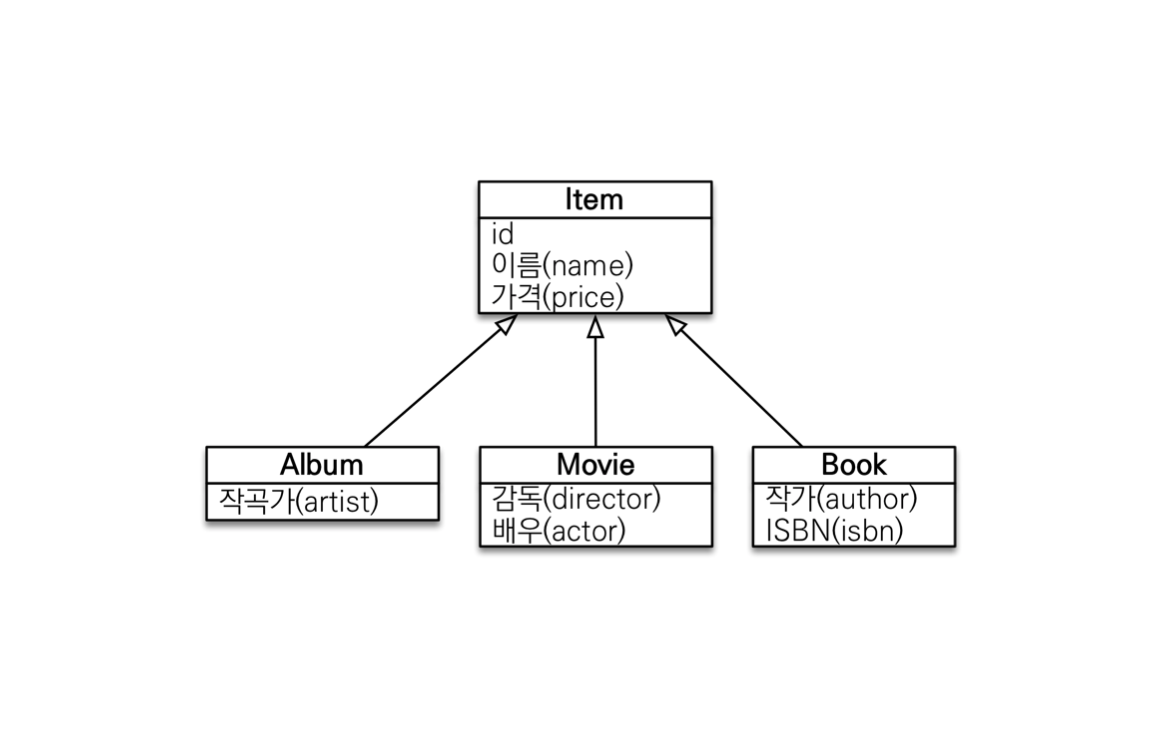 Item
id
이름(name)
가격(price)
Album
작곡가(artist)
Movie
감독(director)
배우(actor)
Book
작가(author)
ISBN(isbn)